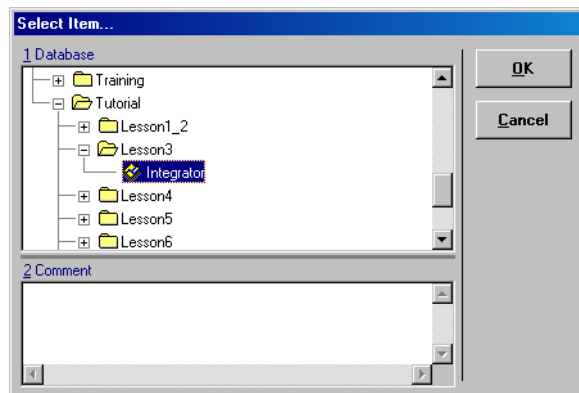 Select Item...
1 Database
Training
Tutorial
Lesson1_2
Lesson3
Integrator
Lesson4
Lesson5
Lesson6
2 Comment
OK
Cancel